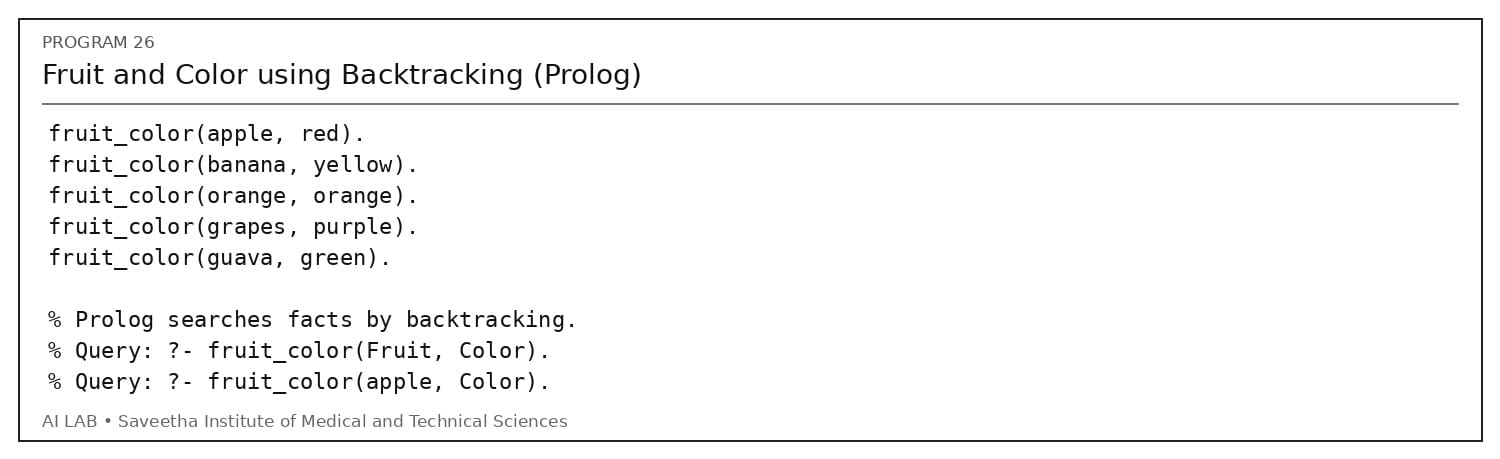 PROGRAM 26
Fruit and Color using Backtracking (Prolog)
fruit_color(apple, red).
fruit_color(banana, yellow).
fruit_color(orange, orange).
fruit_color(grapes, purple).
fruit_color(guava, green).
% Prolog searches facts by backtracking.
% Query: ?- fruit_color(Fruit, Color).
% Query: ?- fruit_color(apple, Color).
AI LAB • Saveetha Institute of Medical and Technical Sciences